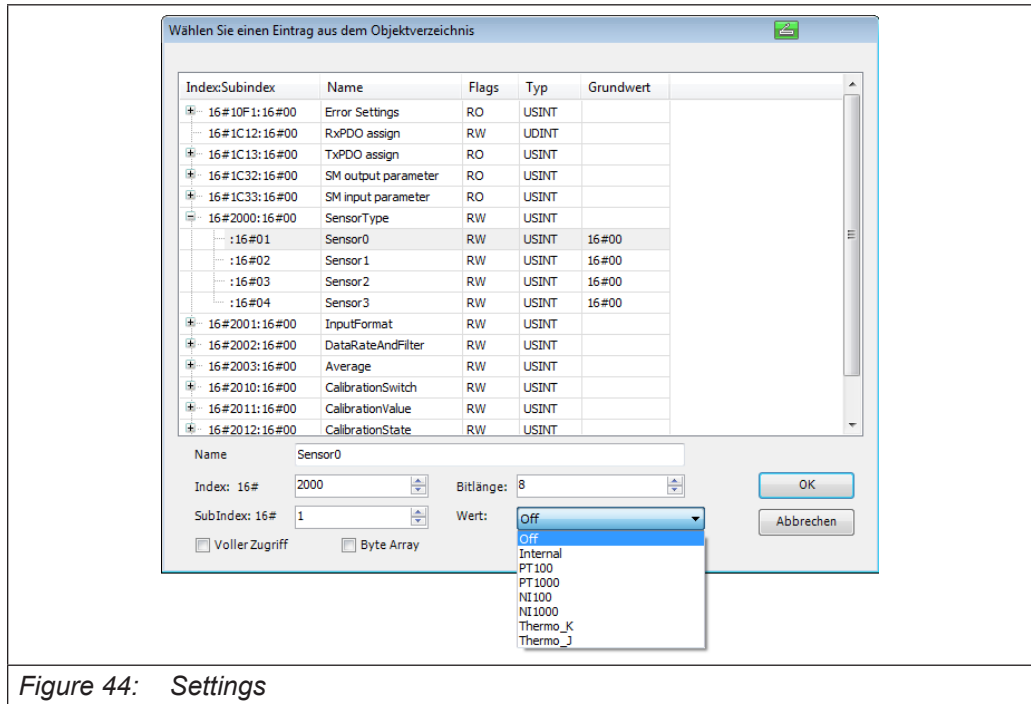 Wählen Sie einen Eintrag aus dem Objektverzeichnis
Index:Subindex Name Flags Typ Grundwert
16#10F1:16#00 Error Settings RO USINT
16#1C12:16#00 RxPDO assign RW UDINT
16#1C13:16#00 TxPDO assign RO USINT
16#1C32:16#00 SM output parameter RO USINT
16#1C33:16#00 SM input parameter RO USINT
16#2000:16#00 SensorType RW USINT
:16#01 Sensor0 RW USINT 16#00
:16#02 Sensor1 RW USINT 16#00
:16#03 Sensor2 RW USINT 16#00
:16#04 Sensor3 RW USINT 16#00
16#2001:16#00 InputFormat RW USINT
16#2002:16#00 DataRateAndFilter RW USINT
16#2003:16#00 Average RW USINT
16#2010:16#00 CalibrationSwitch RW USINT
16#2011:16#00 CalibrationValue RW USINT
16#2012:16#00 CalibrationState RW USINT
Name Sensor0
Index: 16# 2000 Bitlänge: 8 OK
SubIndex: 16# 1 Wert: Off Abbrechen
Voller Zugriff Byte Array
Off
Internal
PT100
PT1000
NI100
NI1000
Thermo_K
Thermo_J
Figure 44: Settings